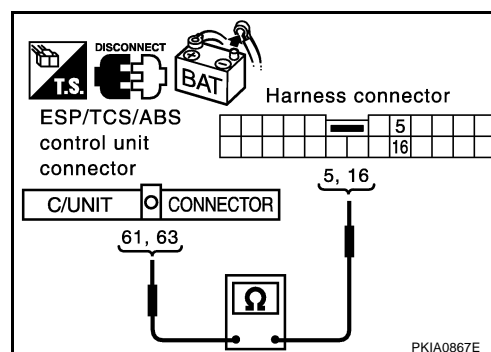 T.S.
DISCONNECT
BAT
ESP/TCS/ABS
control unit
connector
Harness connector
5
16
5, 16
C/UNIT
CONNECTOR
61, 63
Ω
PKIA0867E